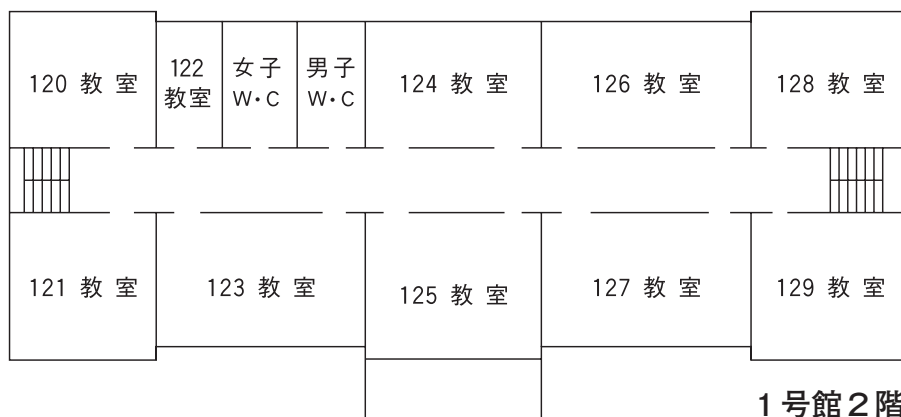 120 教 室
122
教室
女子
W・C
男子
W・C
124 教 室
126 教 室
128 教 室
121 教 室
123 教 室
125 教 室
127 教 室
129 教 室
1号館2階